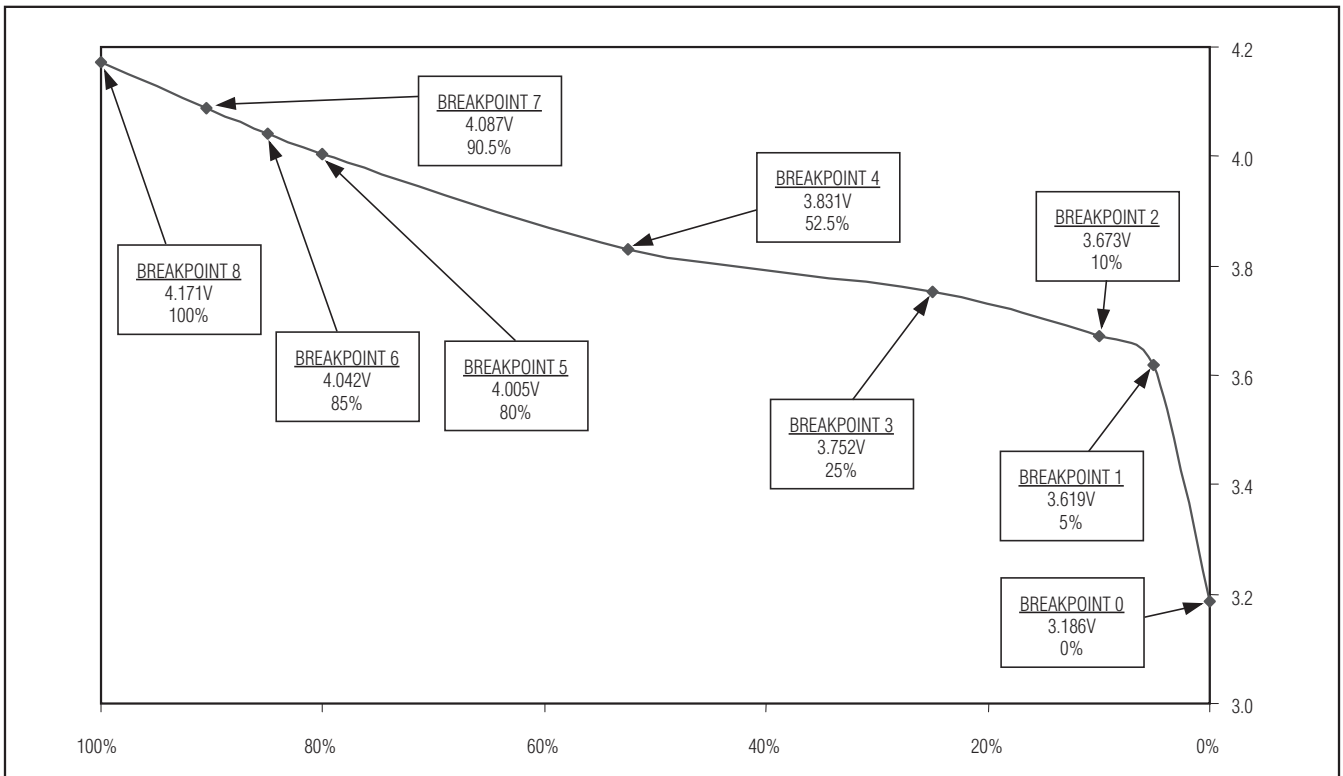 4.2
4.0
3.8
3.6
3.4
3.2
3.0
BREAKPOINT 7
4.087V
90.5%
BREAKPOINT 4
3.831V
52.5%
BREAKPOINT 2
3.673V
10%
BREAKPOINT 8
4.171V
100%
BREAKPOINT 6
4.042V
85%
BREAKPOINT 5
4.005V
80%
BREAKPOINT 3
3.752V
25%
BREAKPOINT 1
3.619V
5%
BREAKPOINT 0
3.186V
0%
100%
80%
60%
40%
20%
0%